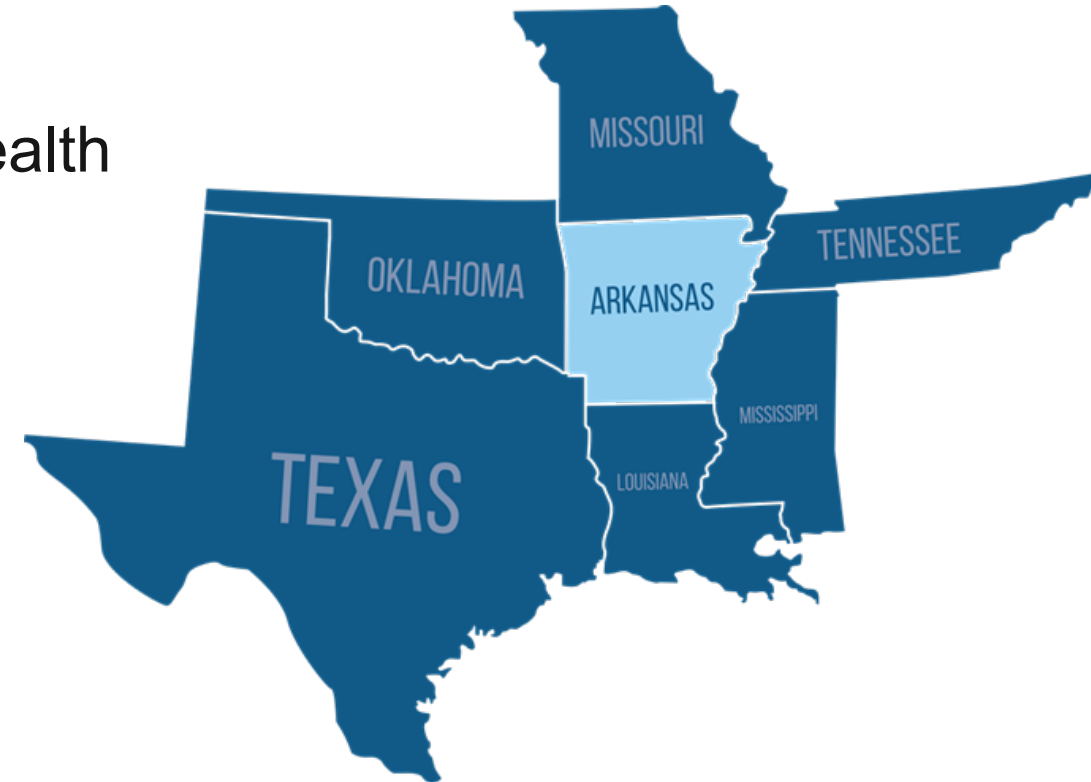 MISSOURI
ealth
TENNESSEE
OKLAHOMA
ARKANSAS
MISSISSIPPI
TEXAS
LOUISIANA